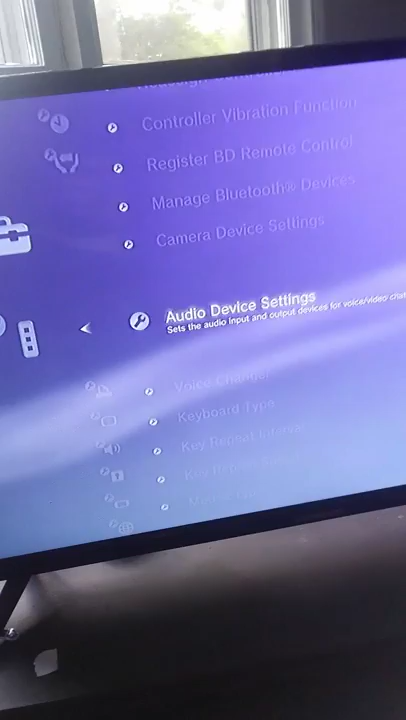 Controller Vibration Function
Register BD Remote Control
Manage Bluetooth® Devices
Camera Device Settings
Audio Device Settings
Sets the audio input and output devices for voice/video chat
Voice Changer
Keyboard Type
Key Repeat
Key